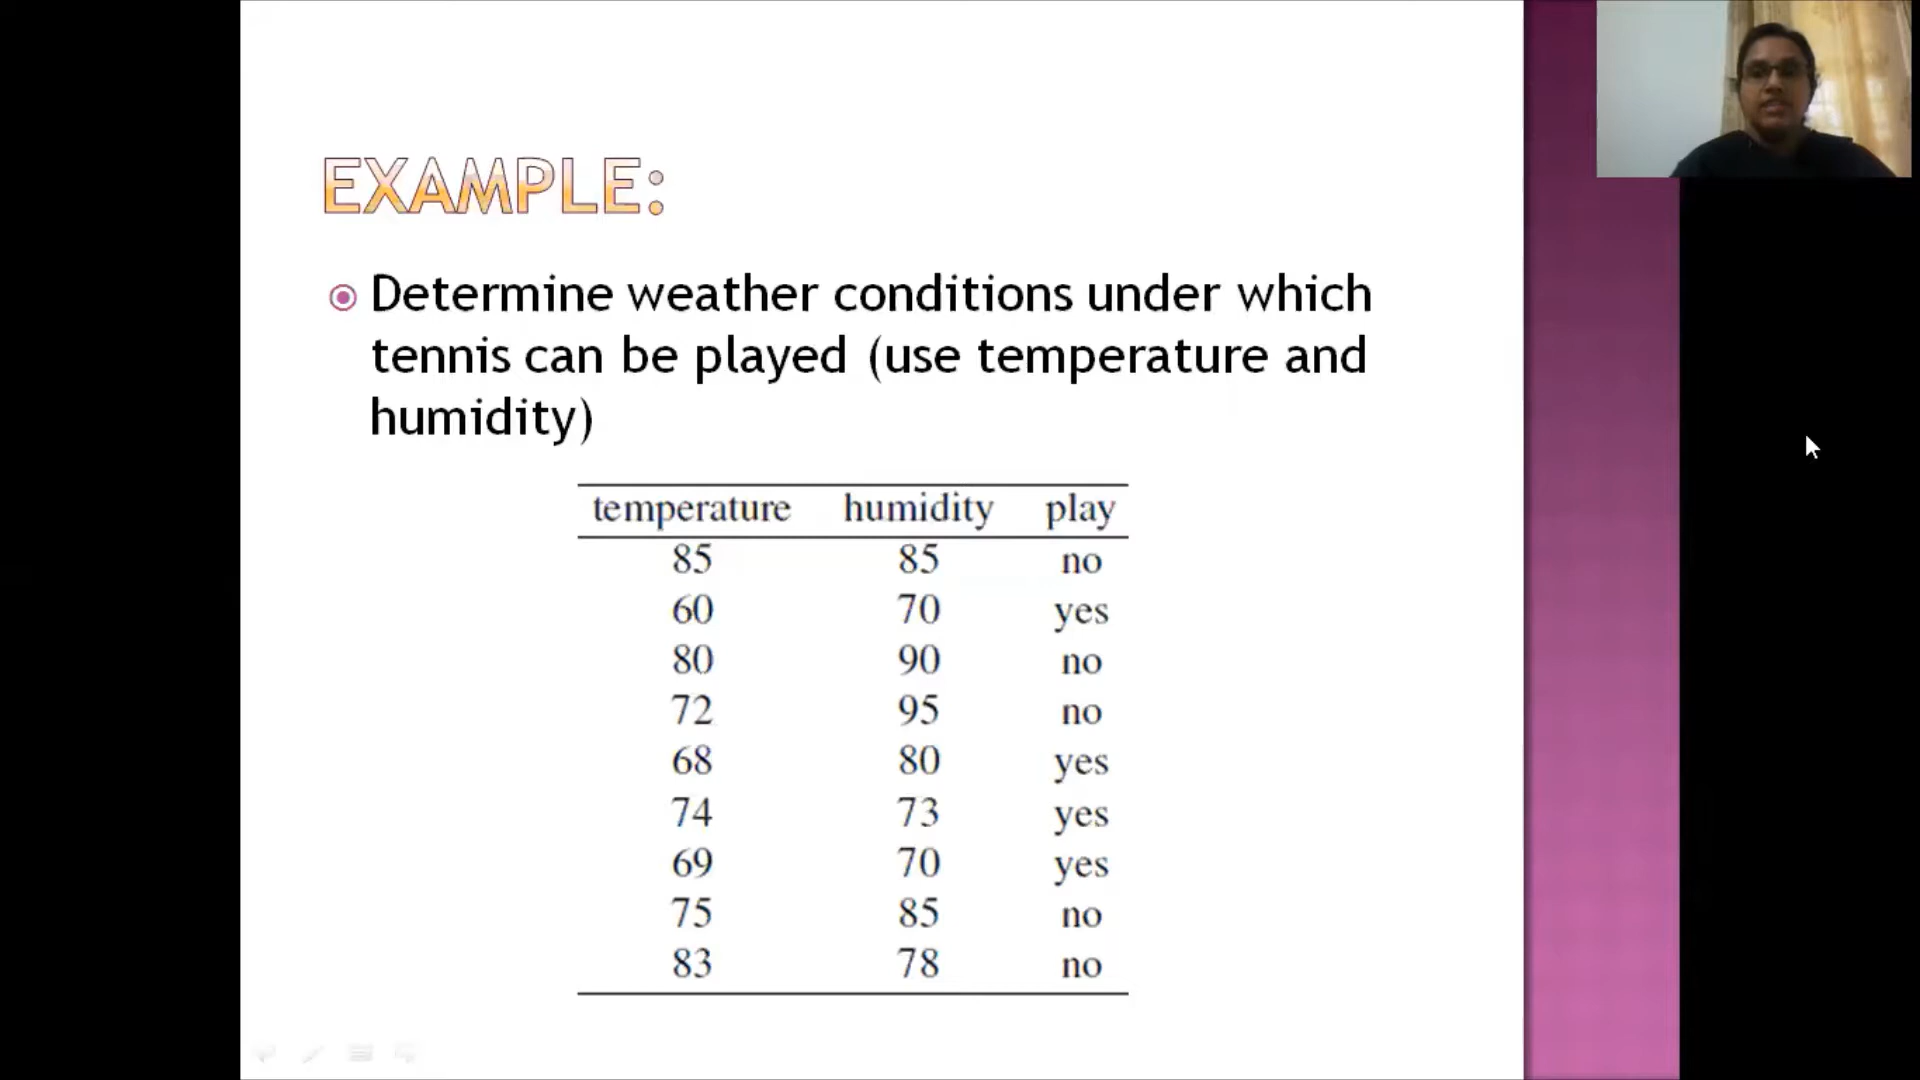 EXAMPLE:
Determine weather conditions under which
tennis can be played (use temperature and
humidity)
temperature humidity play
85 85 no
60 70 yes
80 90 no
72 95 no
68 80 yes
74 73 yes
69 70 yes
75 85 no
83 78 no